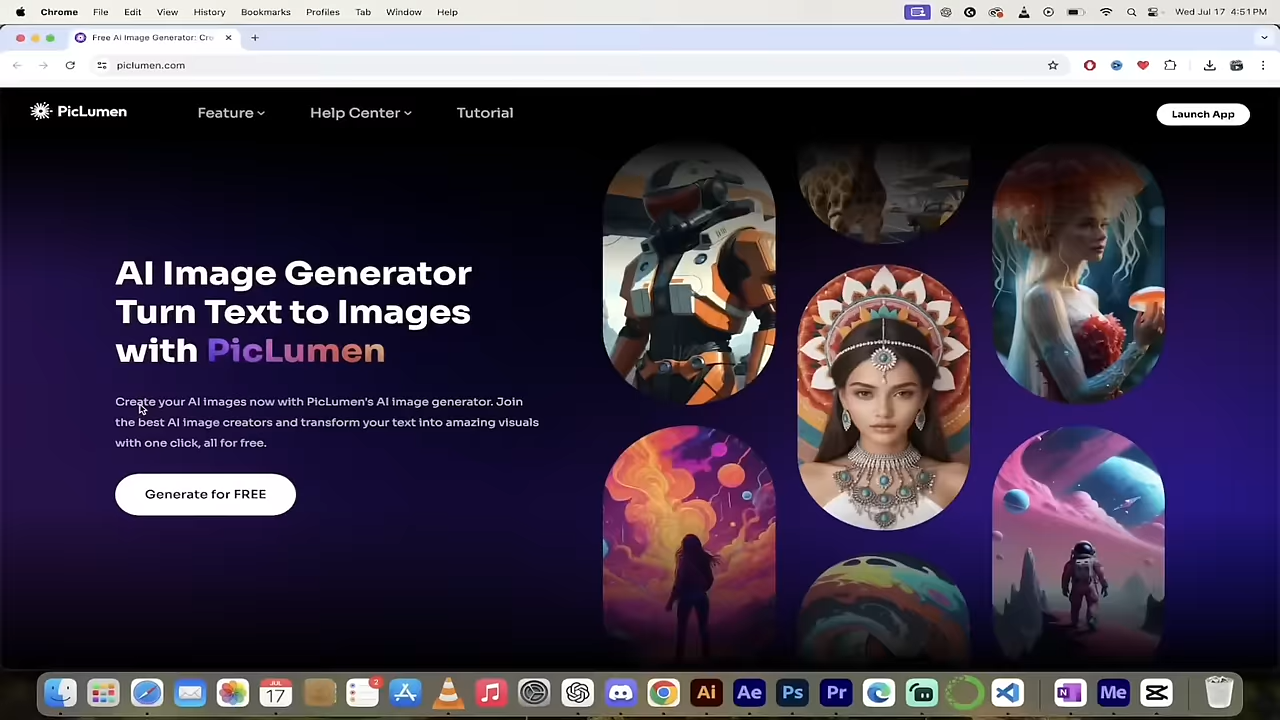 Chrome File Edit View History Bookmarks Profiles Tab Window Help Wed Jul 17 4:51 PM
Free AI Image Generator: Cre
piclumen.com
PicLumen Feature Help Center Tutorial Launch App
AI Image Generator
Turn Text to Images
with PicLumen
Create your AI images now with PicLumen's AI image generator. Join
the best AI image creators and transform your text into amazing visuals
with one click, all for free.
Generate for FREE
JUL
17
2
Ai Ae Ps Pr N Me